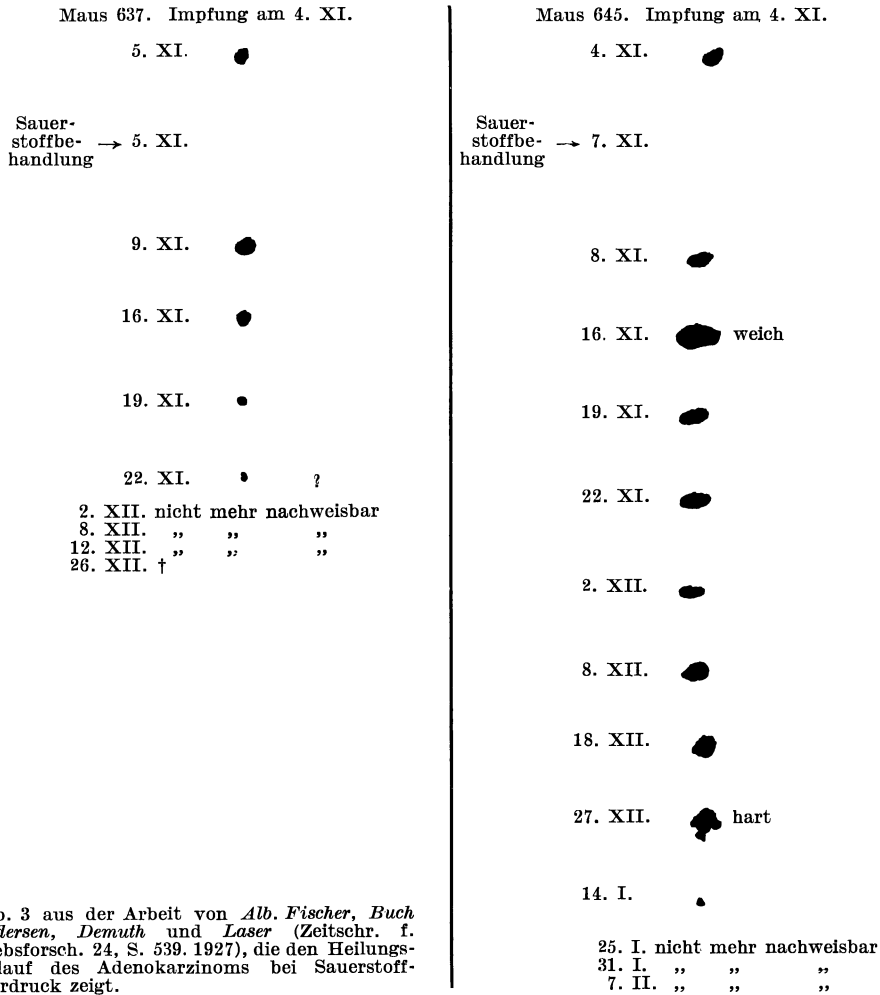 Maus 637. Impfung am 4. XI.
5. XI.
Sauer-
stoffbe- → 5. XI.
handlung
9. XI.
16. XI.
19. XI.
22. XI. ?
2. XII. nicht mehr nachweisbar
8. XII. „ „ „
12. XII. „ „ „
26. XII. †
b. 3 aus der Arbeit von Alb. Fischer, Buch
dersen, Demuth und Laser (Zeitschr. f.
ebsforsch. 24, S. 539. 1927), die den Heilungs-
lauf des Adenokarzinoms bei Sauerstoff-
rdruck zeigt.
Maus 645. Impfung am 4. XI.
4. XI.
Sauer-
stoffbe- → 7. XI.
handlung
8. XI.
16. XI. weich
19. XI.
22. XI.
2. XII.
8. XII.
18. XII.
27. XII. hart
14. I.
25. I. nicht mehr nachweisbar
31. I. „ „ „
7. II. „ „ „